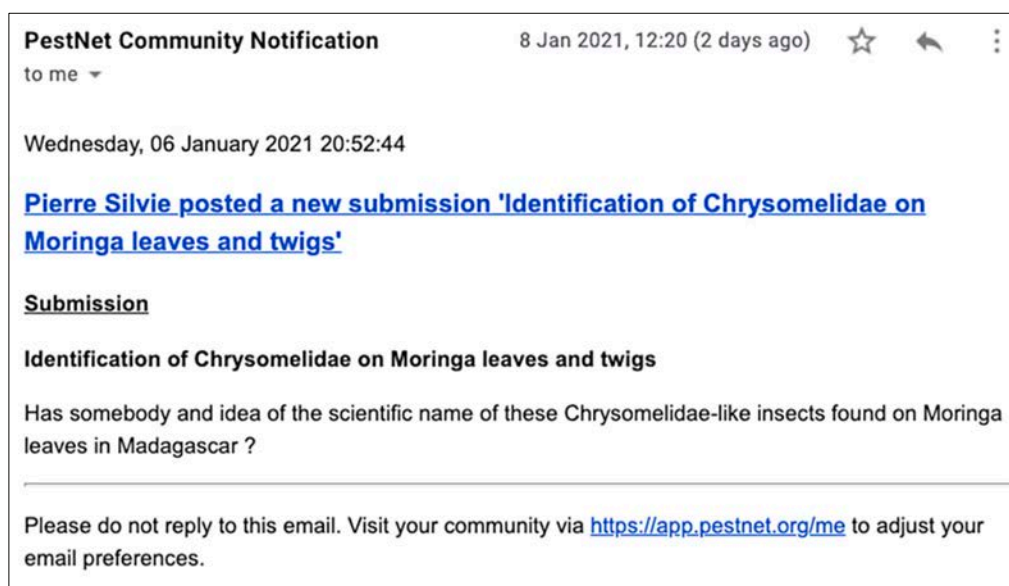 PestNet Community Notification 8 Jan 2021, 12:20 (2 days ago)
to me
Wednesday, 06 January 2021 20:52:44
Pierre Silvie posted a new submission 'Identification of Chrysomelidae on
Moringa leaves and twigs'
Submission
Identification of Chrysomelidae on Moringa leaves and twigs
Has somebody and idea of the scientific name of these Chrysomelidae-like insects found on Moringa
leaves in Madagascar ?
Please do not reply to this email. Visit your community via https://app.pestnet.org/me to adjust your
email preferences.